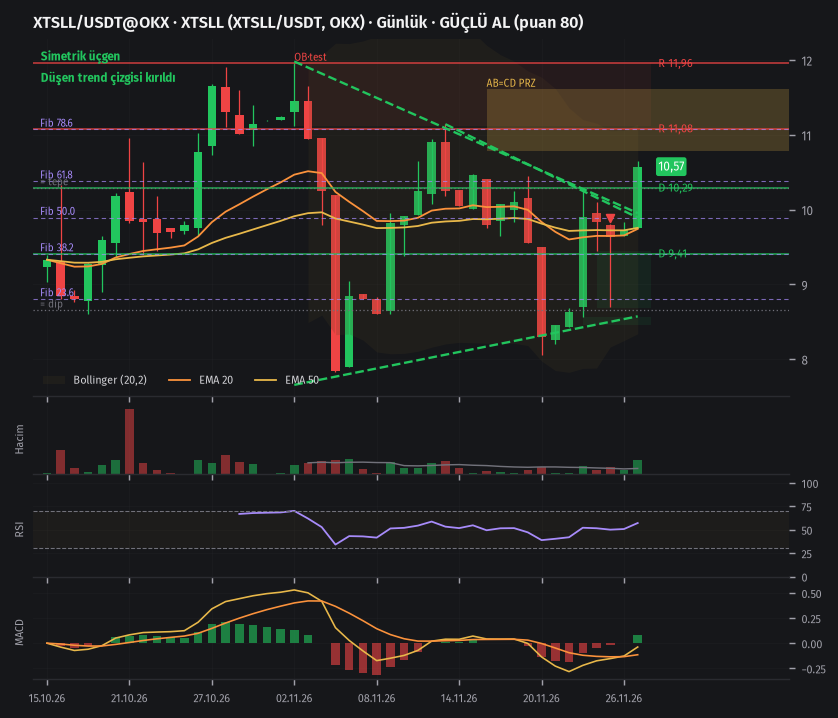 XTSLL/USDT@OKX · XTSLL (XTSLL/USDT, OKX) · Günlük · GÜÇLÜ AL (puan 80)
Simetrik üçgen
Düşen trend çizgisi kırıldı
OB test
AB=CD PRZ
R 11,96
R 11,08
10,57
D 10,29
D 9,41
Fib 78.6
Fib 61.8
= tepe
Fib 50.0
Fib 38.2
Fib 23.6
= dip
12
11
10
9
8
Bollinger (20,2)
EMA 20
EMA 50
Hacim
RSI
100
75
50
25
0
MACD
0.50
0.25
0.00
−0.25
15.10.26
21.10.26
27.10.26
02.11.26
08.11.26
14.11.26
20.11.26
26.11.26